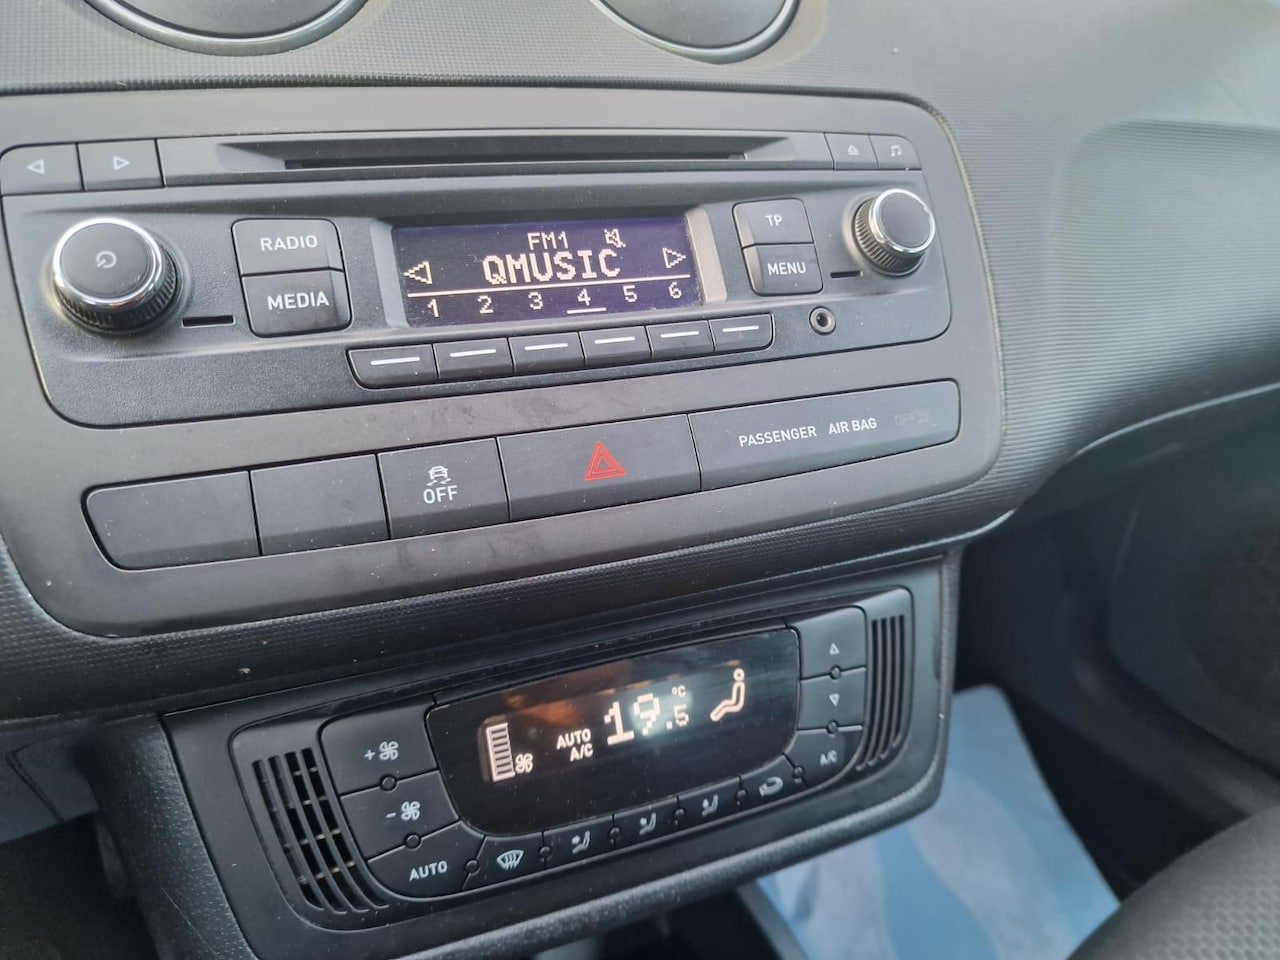 RADIO
MEDIA
FM1
QMUSIC
1 2 3 4 5 6
TP
MENU
OFF
PASSENGER AIR BAG OFF
AUTO
A/C
19.5 °C
+
-
AUTO
A/C